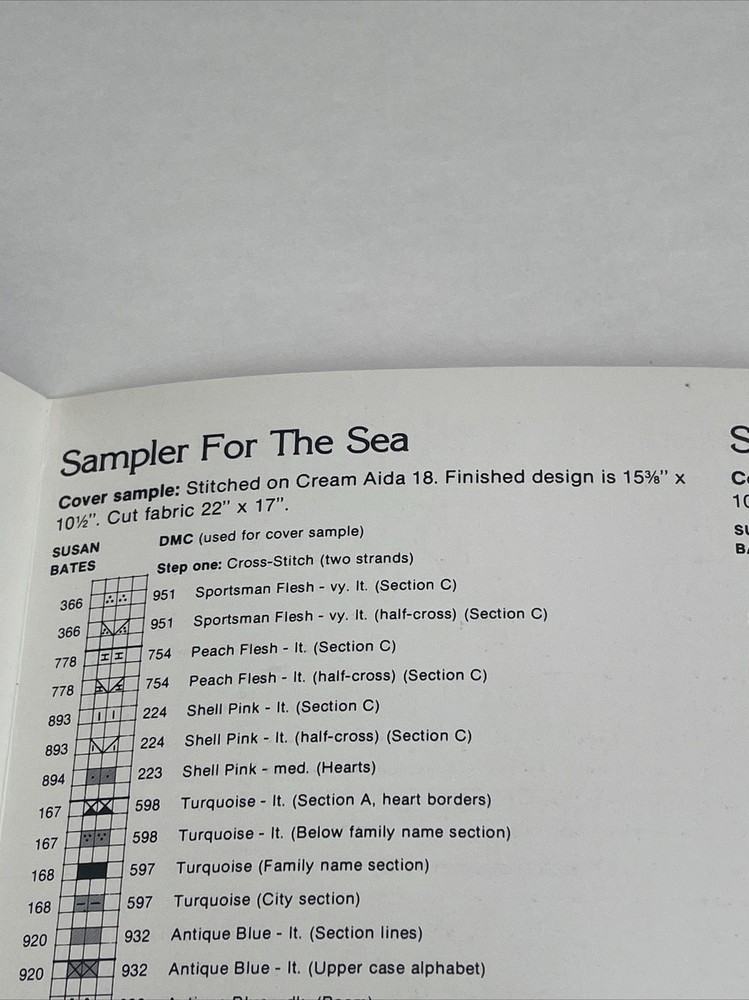 Sampler For The Sea
Cover sample: Stitched on Cream Aida 18. Finished design is 15⅜" x
10½". Cut fabric 22" x 17".
SUSAN BATES
DMC (used for cover sample)
Step one: Cross-Stitch (two strands)
366 951 Sportsman Flesh - vy. lt. (Section C)
366 951 Sportsman Flesh - vy. lt. (half-cross) (Section C)
778 754 Peach Flesh - lt. (Section C)
778 754 Peach Flesh - lt. (half-cross) (Section C)
893 224 Shell Pink - lt. (Section C)
893 224 Shell Pink - lt. (half-cross) (Section C)
894 223 Shell Pink - med. (Hearts)
167 598 Turquoise - lt. (Section A, heart borders)
167 598 Turquoise - lt. (Below family name section)
168 597 Turquoise (Family name section)
168 597 Turquoise (City section)
920 932 Antique Blue - lt. (Section lines)
920 932 Antique Blue - lt. (Upper case alphabet)